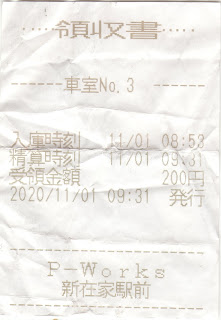 領収書
車室No. 3
入庫時刻 11/01 08:53
精算時刻 11/01 09:31
受領金額 200円
2020/11/01 09:31 発行
P-Works
新在家駅前